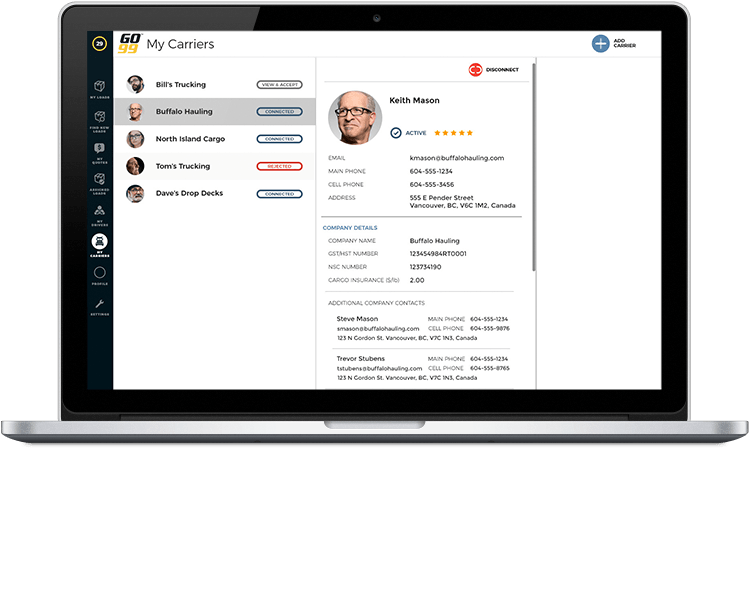 29
GO
99
My Carriers
ADD
CARRIER
MY LOADS
FIND NEW
LOADS
MY
QUOTES
ASSIGNED
LOADS
MY
DRIVERS
MY
CARRIERS
PROFILE
SETTINGS
Bill's Trucking
VIEW & ACCEPT
Buffalo Hauling
CONNECTED
North Island Cargo
CONNECTED
Tom's Trucking
REJECTED
Dave's Drop Decks
CONNECTED
DISCONNECT
Keith Mason
ACTIVE
EMAIL kmason@buffalohauling.com
MAIN PHONE 604-555-1234
CELL PHONE 604-555-3456
ADDRESS 555 E Pender Street
Vancouver, BC, V6C 1M2, Canada
COMPANY DETAILS
COMPANY NAME Buffalo Hauling
GST/HST NUMBER 123454984RT0001
NSC NUMBER 123734190
CARGO INSURANCE ($/lb) 2.00
ADDITIONAL COMPANY CONTACTS
Steve Mason MAIN PHONE 604-555-1234
smason@buffalohauling.com CELL PHONE 604-555-9876
123 N Gordon St. Vancouver, BC, V7C 1N3, Canada
Trevor Stubens MAIN PHONE 604-555-1234
tstubens@buffalohauling.com CELL PHONE 604-555-8765
123 N Gordon St. Vancouver, BC, V7C 1N3, Canada